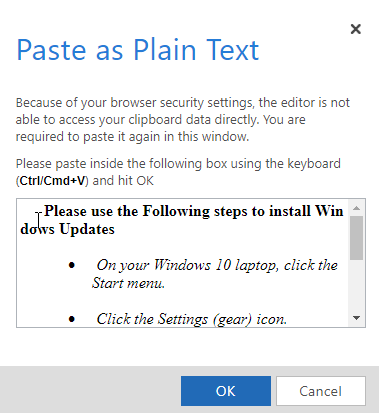 Paste as Plain Text
Because of your browser security settings, the editor is not
able to access your clipboard data directly. You are
required to paste it again in this window.
Please paste inside the following box using the keyboard
(Ctrl/Cmd+V) and hit OK
Please use the Following steps to install Win
dows Updates
• On your Windows 10 laptop, click the
Start menu.
• Click the Settings (gear) icon.
OK
Cancel